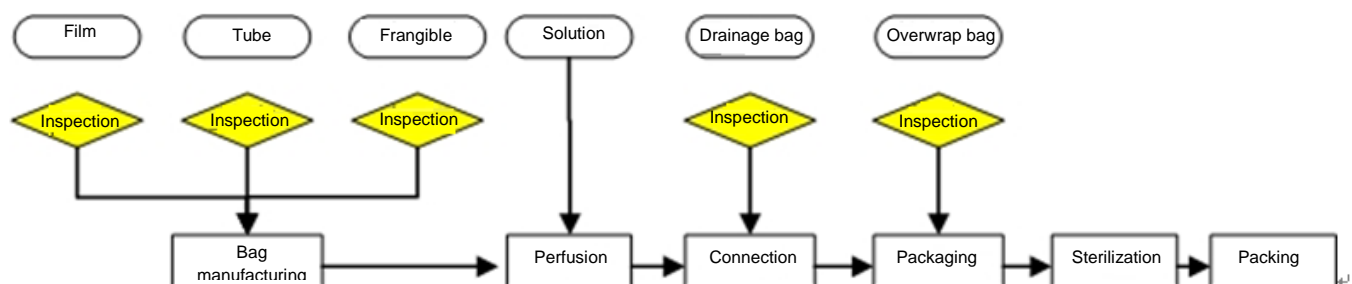 Film
Tube
Frangible
Solution
Drainage bag
Overwrap bag
Inspection
Inspection
Inspection
Inspection
Inspection
Bag
manufacturing
Perfusion
Connection
Packaging
Sterilization
Packing